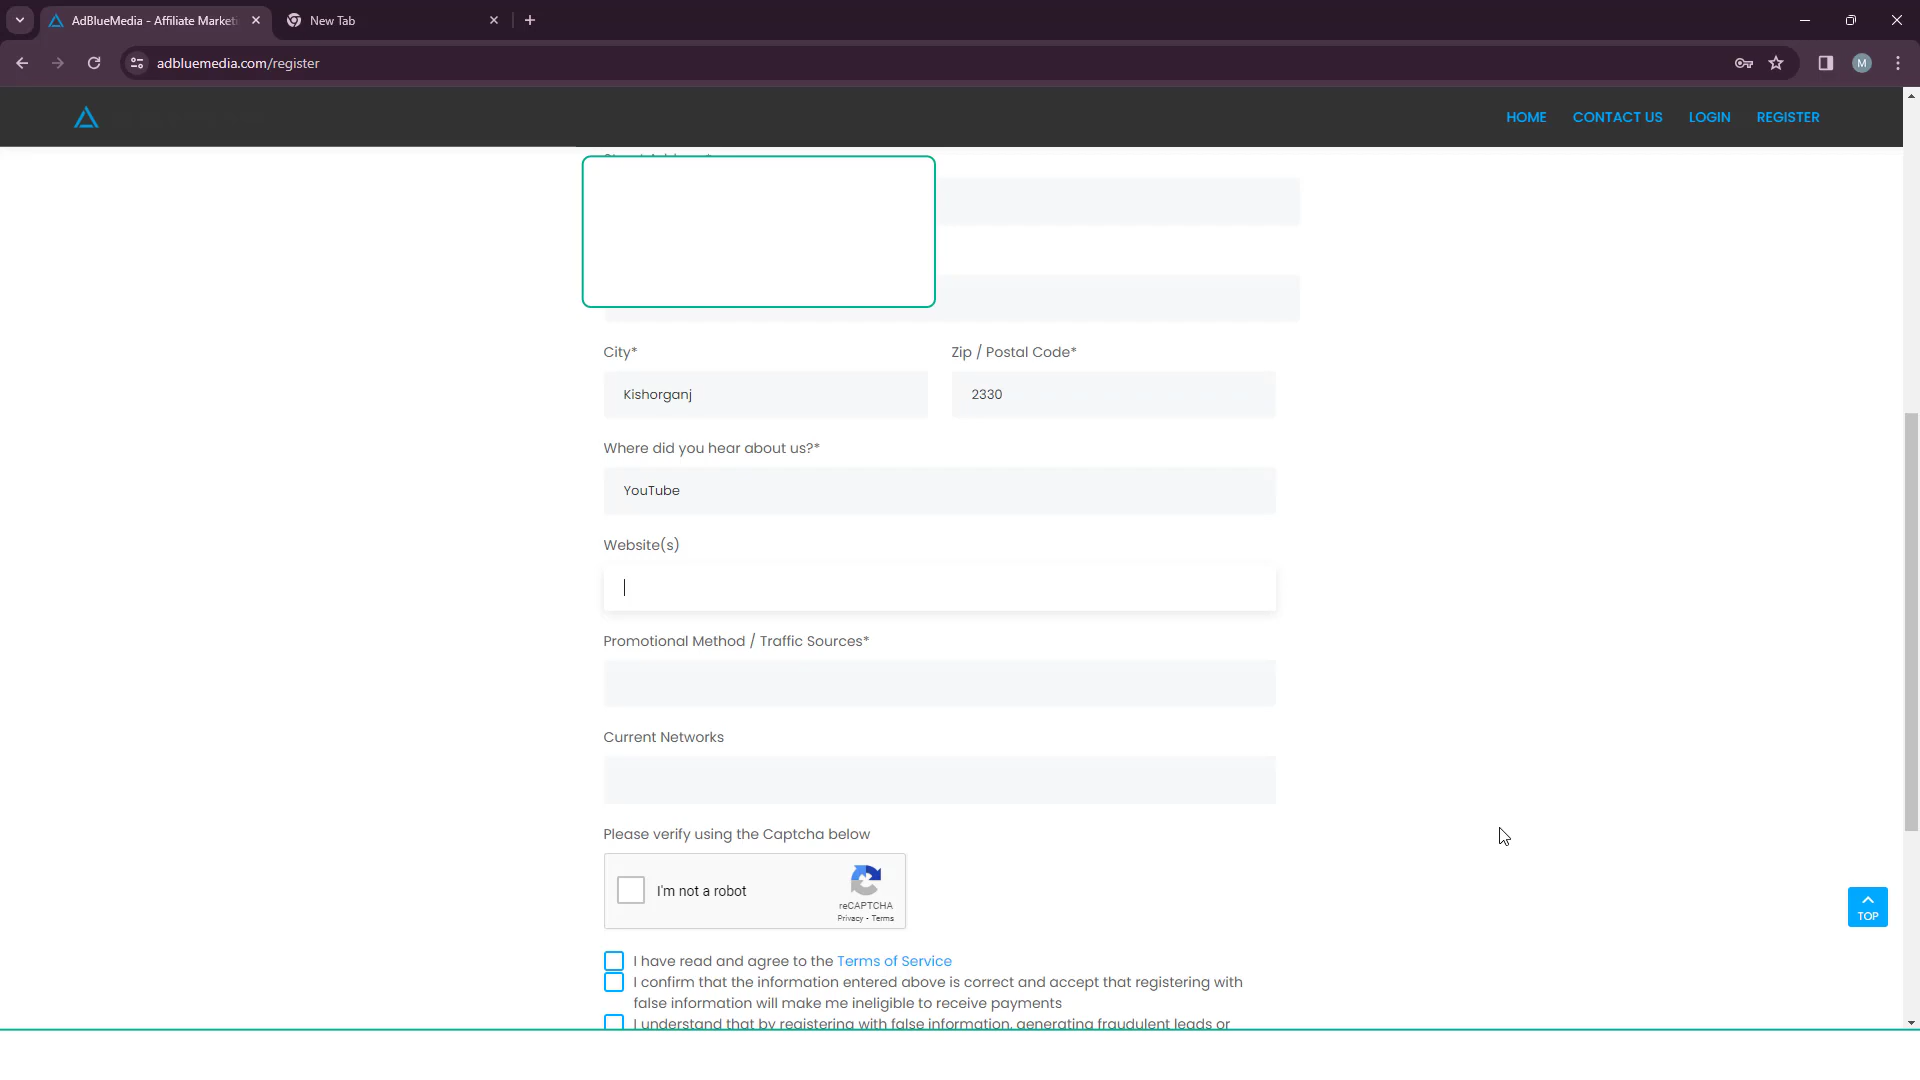 AdBlueMedia - Affiliate Market
New Tab
adbluemedia.com/register
M
HOME
CONTACT US
LOGIN
REGISTER
City*
Zip / Postal Code*
Kishorganj
2330
Where did you hear about us?*
YouTube
Website(s)
Promotional Method / Traffic Sources*
Current Networks
Please verify using the Captcha below
I'm not a robot
reCAPTCHA
Privacy - Terms
TOP
I have read and agree to the Terms of Service
I confirm that the information entered above is correct and accept that registering with
false information will make me ineligible to receive payments
I understand that by registering with false information, generating fraudulent leads or